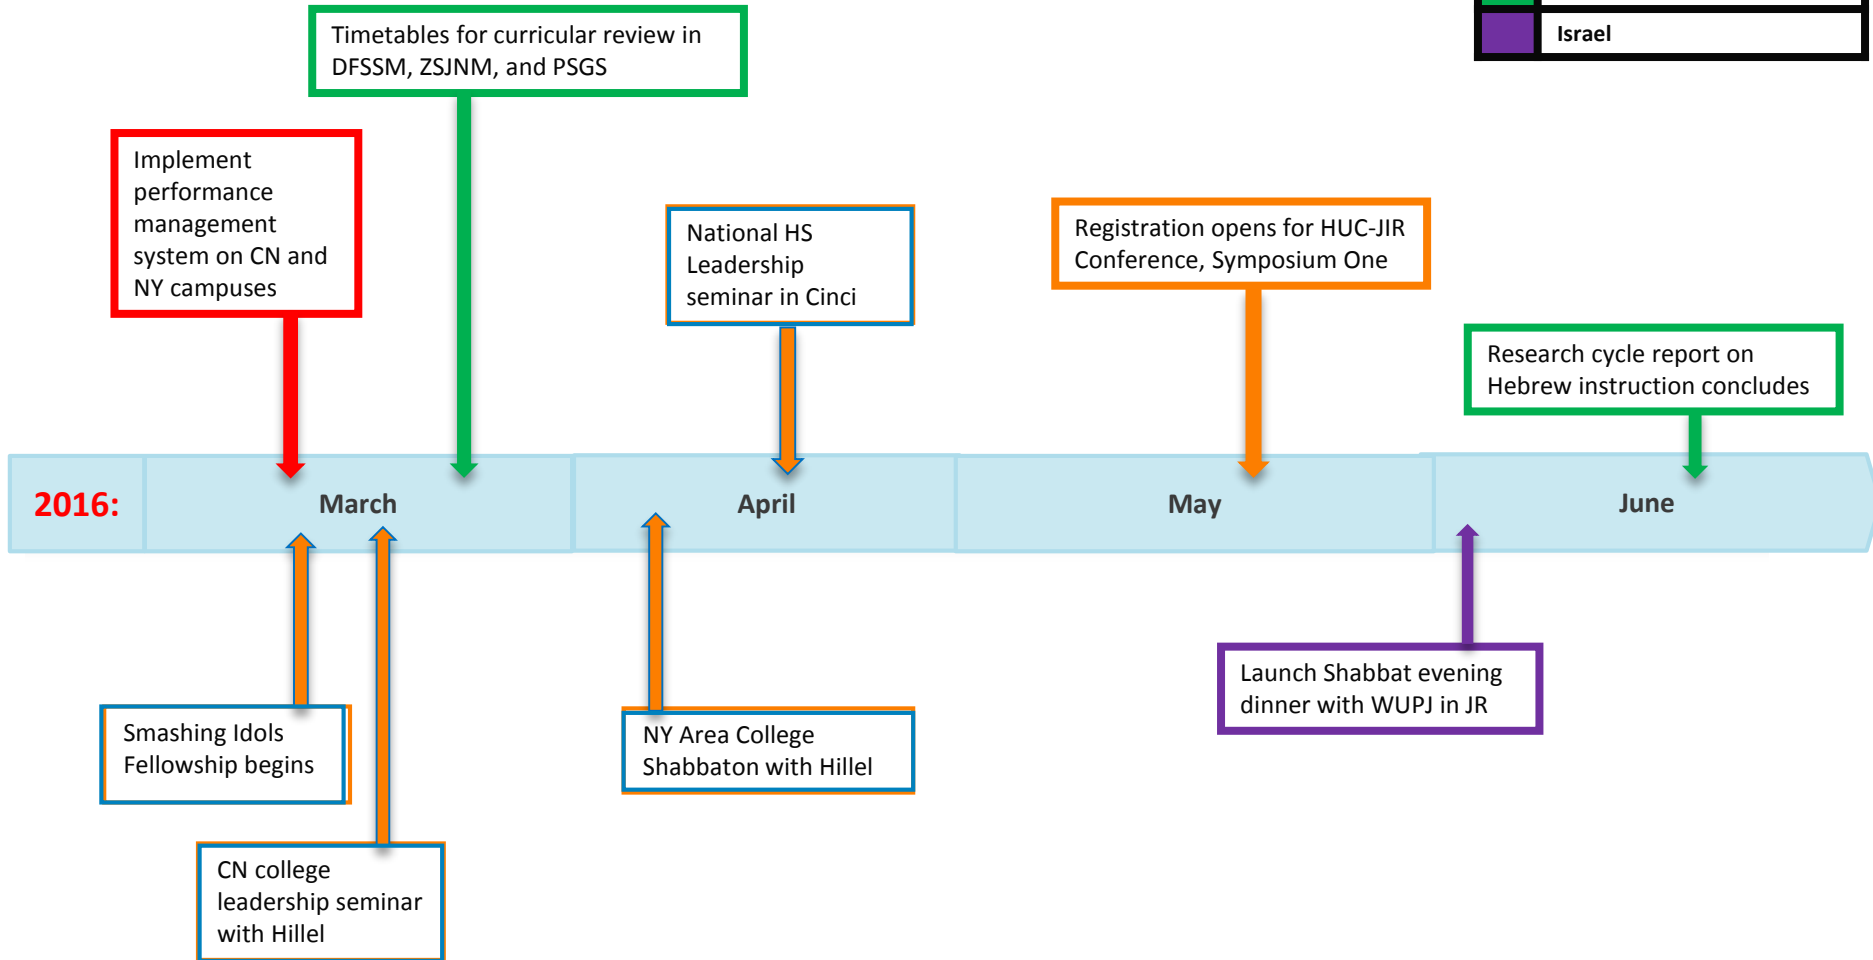 Israel
Timetables for curricular review in
DFSSM, ZSJNM, and PSGS
Implement
performance
management
system on CN and
NY campuses
National HS
Leadership
seminar in Cinci
Registration opens for HUC-JIR
Conference, Symposium One
Research cycle report on
Hebrew instruction concludes
2016:
March
April
May
June
Smashing Idols
Fellowship begins
CN college
leadership seminar
with Hillel
NY Area College
Shabbaton with Hillel
Launch Shabbat evening
dinner with WUPJ in JR